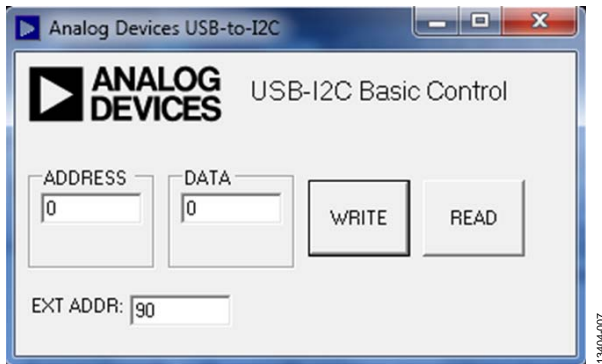 Analog Devices USB-to-I2C
ANALOG
DEVICES
USB-I2C Basic Control
ADDRESS
DATA
0
0
WRITE
READ
EXT ADDR: 90
13404-007